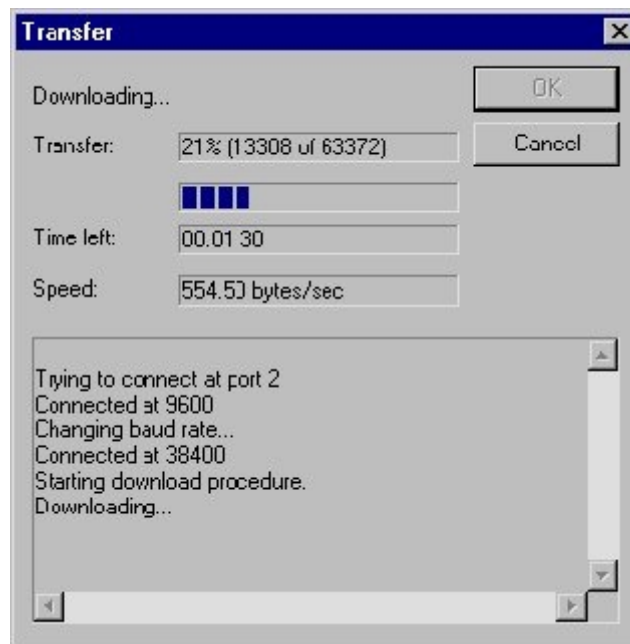 Transfer
Downloading...
OK
Transfer:
21% (13308 of 63372)
Cancel
Time left:
00:01:30
Speed:
554.50 bytes/sec
Trying to connect at port 2
Connected at 9600
Changing baud rate...
Connected at 38400
Starting download procedure.
Downloading...